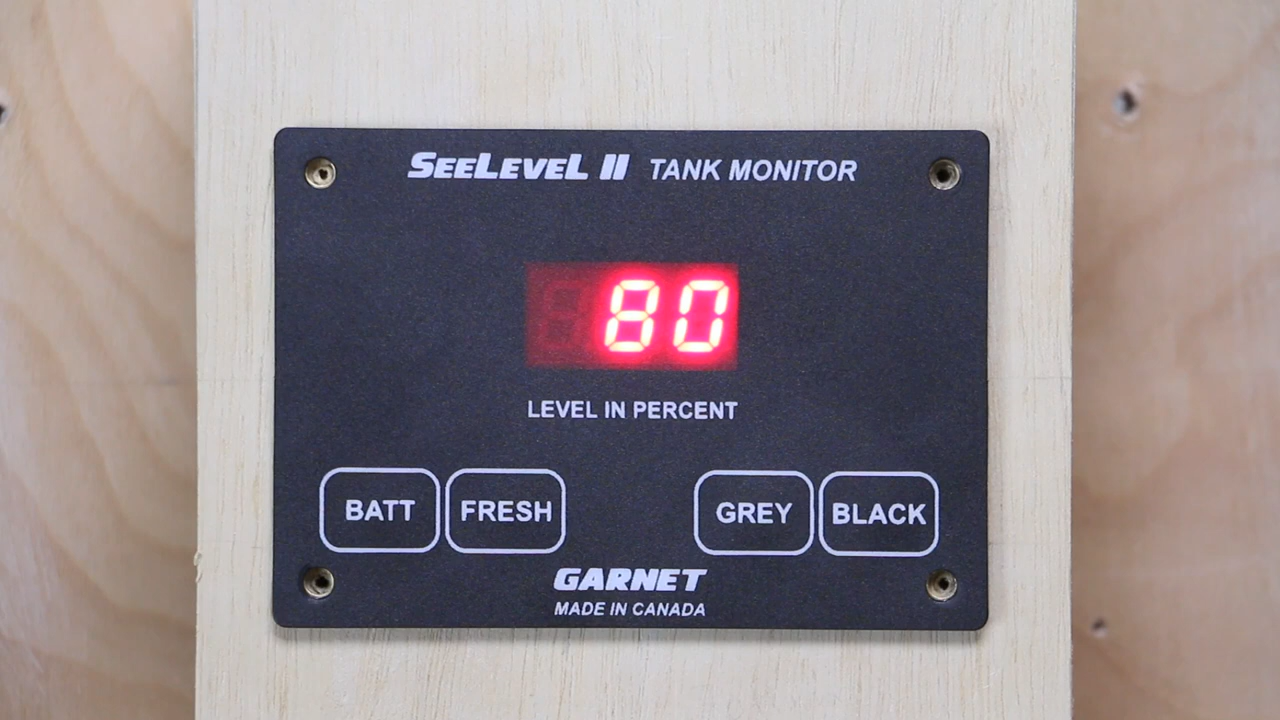 SEELEVEL II TANK MONITOR
80
LEVEL IN PERCENT
BATT FRESH GREY BLACK
GARNET
MADE IN CANADA